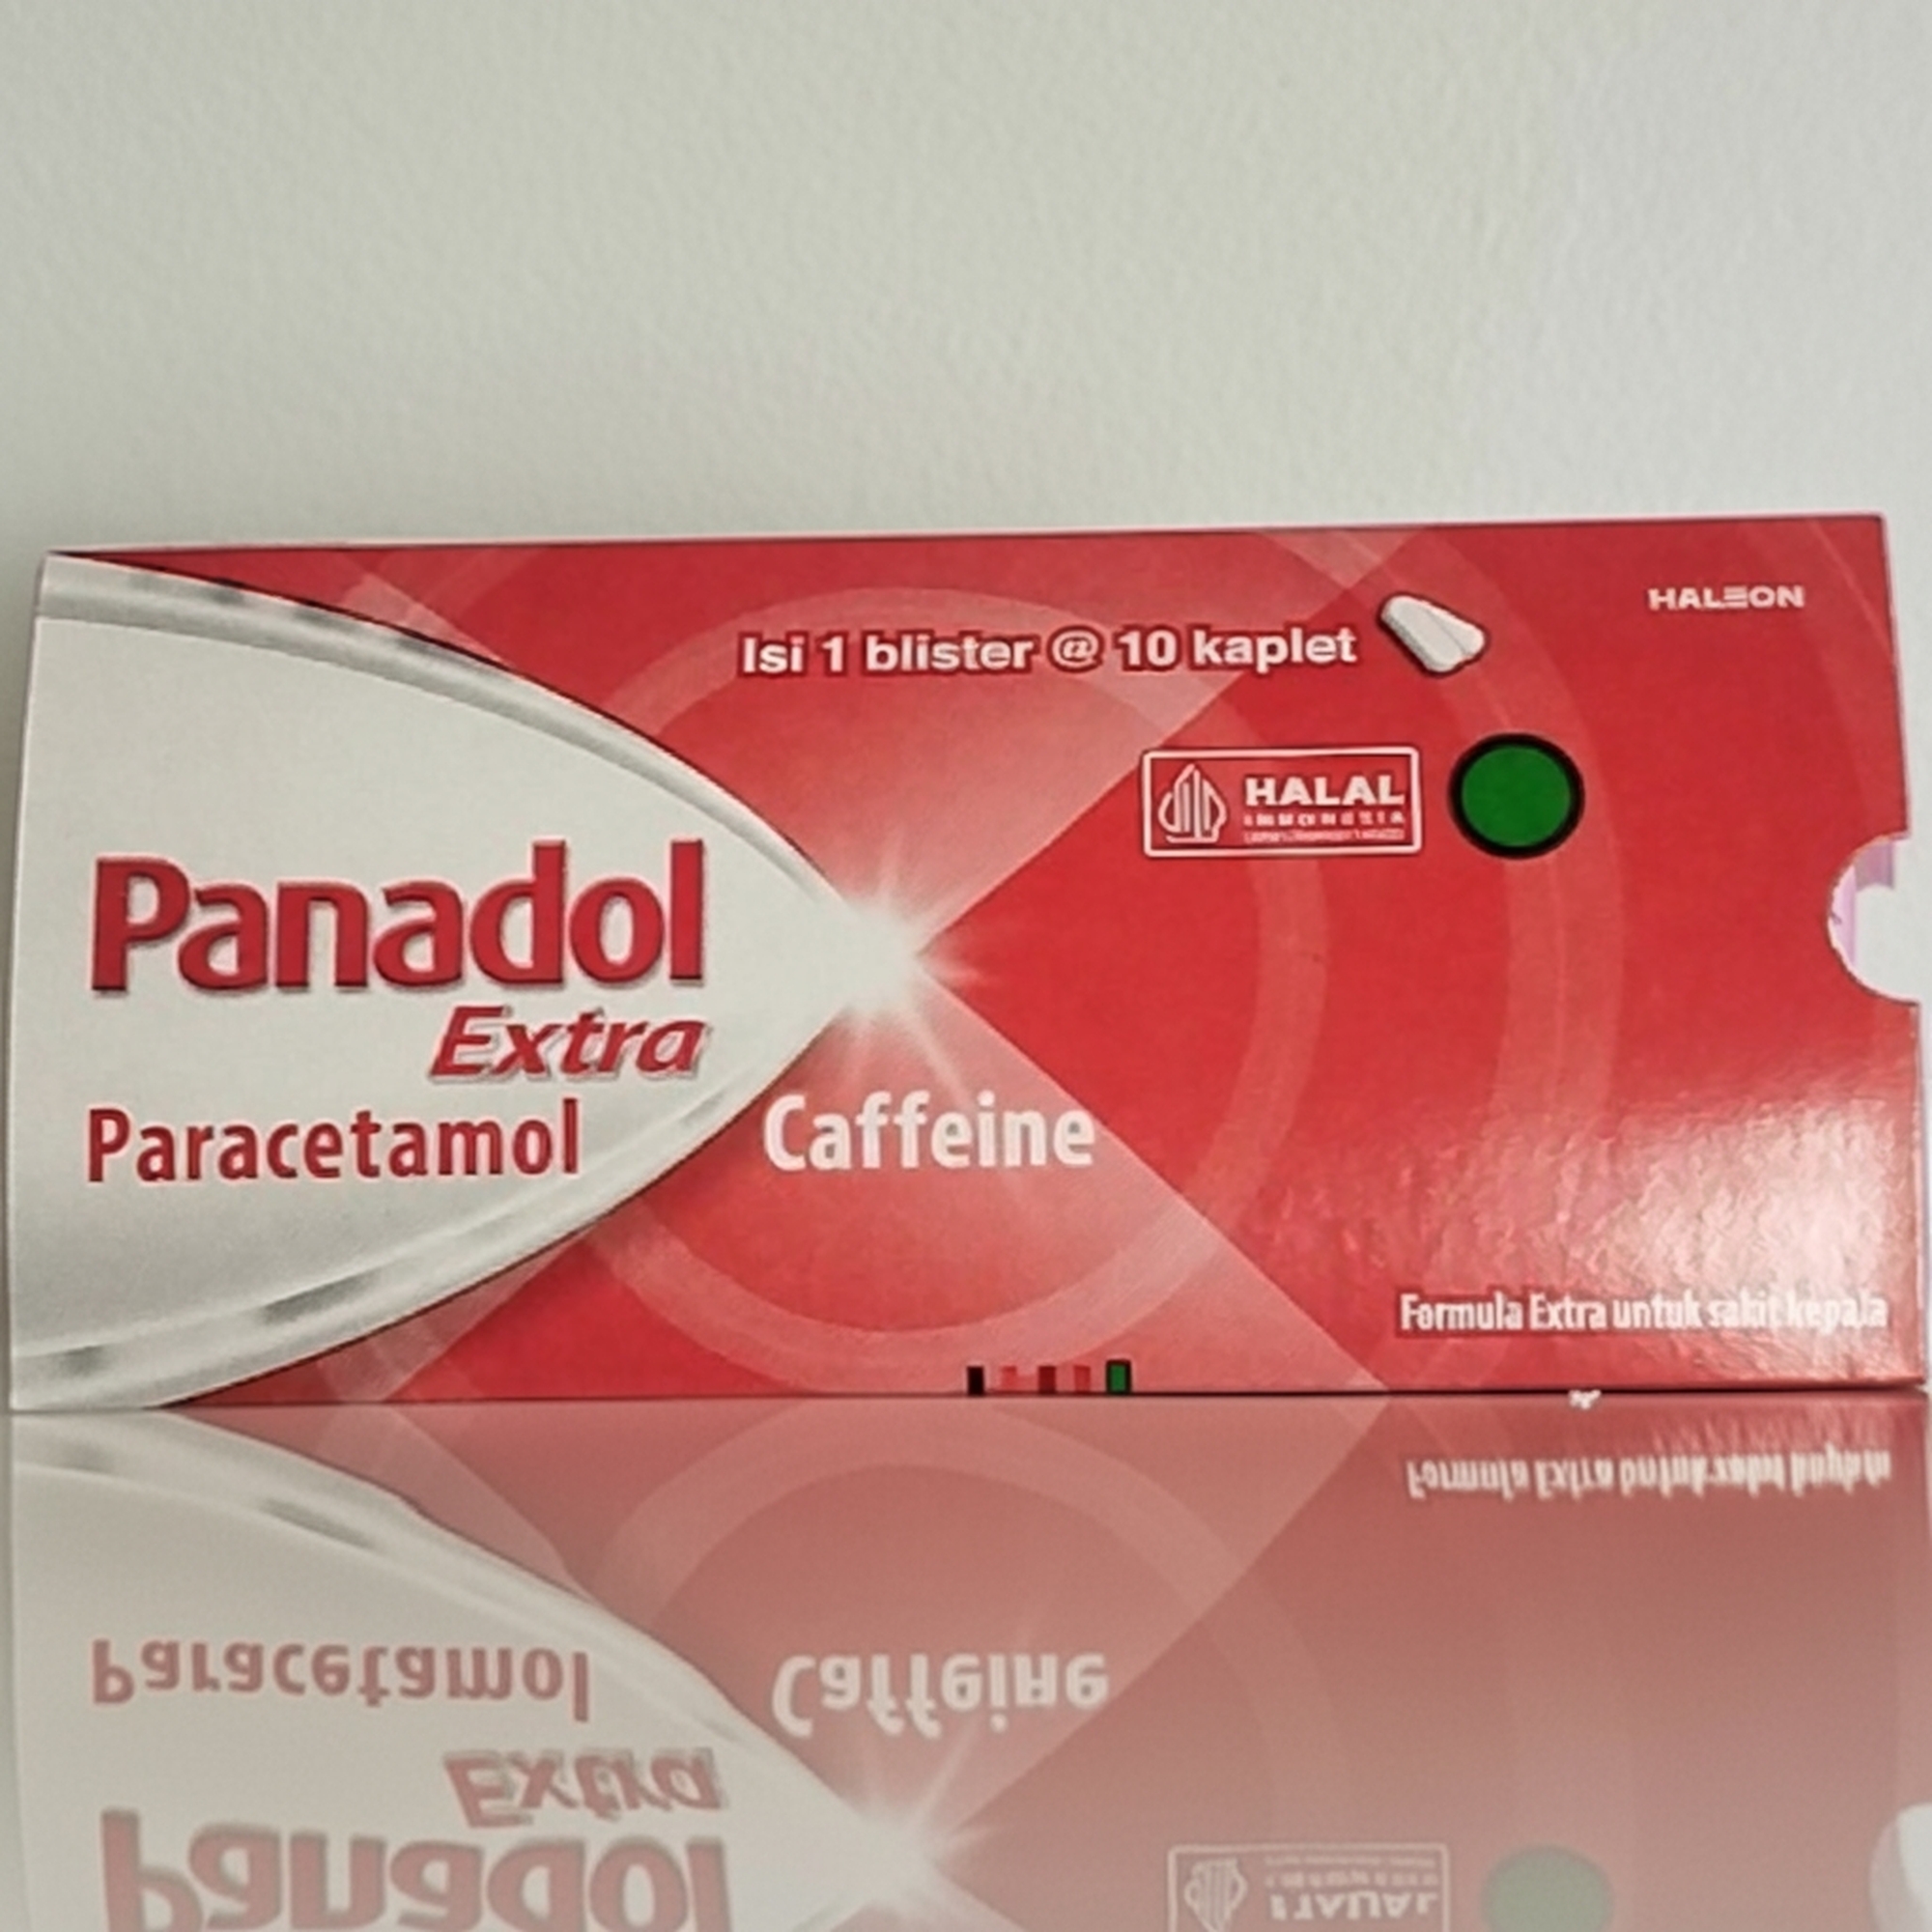 HALEON
Isi 1 blister @ 10 kaplet
HALAL
INDONESIA
Panadol
Extra
Paracetamol
Caffeine
Formula Extra untuk sakit kepala